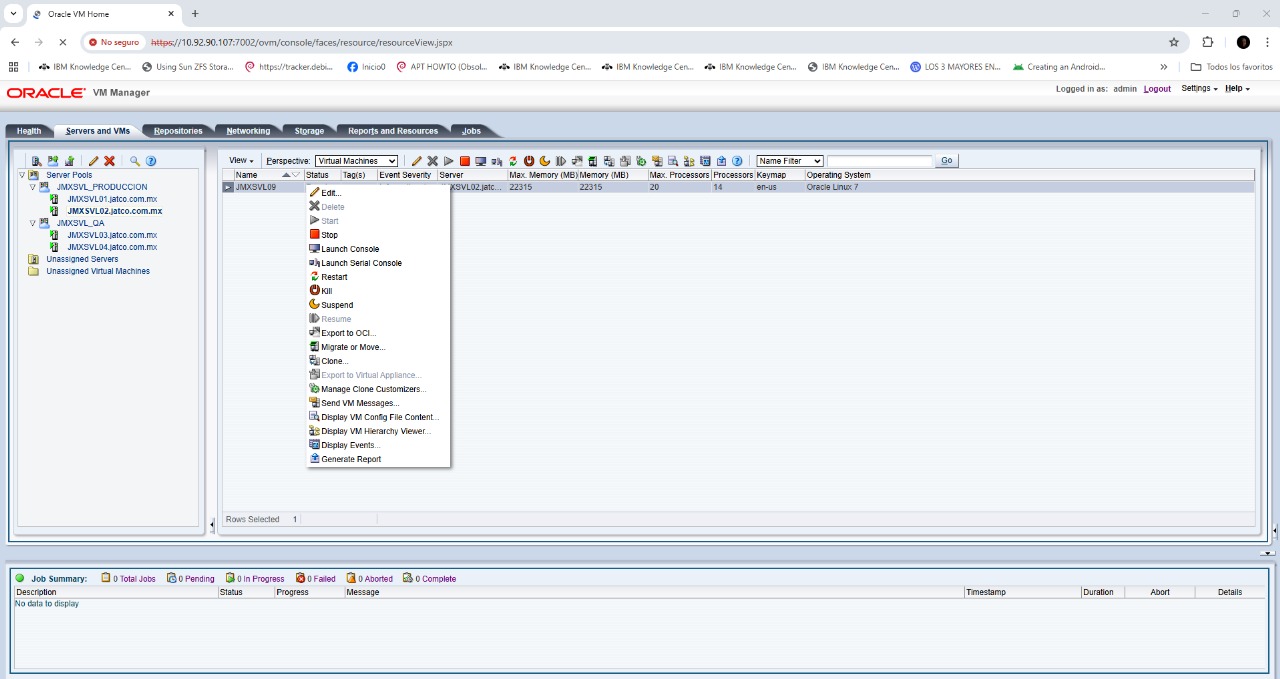 Oracle VM Home
No seguro https://10.92.90.107:7002/ovm/console/faces/resource/resourceView.jspx
IBM Knowledge Cen... Using Sun ZFS Stora... https://tracker.debi... Inicio0 APT HOWTO (Obsol... IBM Knowledge Cen... IBM Knowledge Cen... IBM Knowledge Cen... IBM Knowledge Cen... LOS 3 MAYORES EN... Creating an Android... » Todos los favoritos
ORACLE VM Manager
Logged in as: admin Logout Settings Help
Health Servers and VMs Repositories Networking Storage Reports and Resources Jobs
View Perspective: Virtual Machines Name Filter Go
Server Pools
JMXSVL_PRODUCCION
JMXSVL01.jatco.com.mx
JMXSVL02.jatco.com.mx
JMXSVL_QA
JMXSVL03.jatco.com.mx
JMXSVL04.jatco.com.mx
Unassigned Servers
Unassigned Virtual Machines
Name Status Tag(s) Event Severity Server Max. Memory (MB) Memory (MB) Max. Processors Processors Keymap Operating System
JMXSVL09 XSVL02.jatc... 22315 22315 20 14 en-us Oracle Linux 7
Edit...
Delete
Start
Stop
Launch Console
Launch Serial Console
Restart
Kill
Suspend
Resume
Export to OCI...
Migrate or Move...
Clone...
Export to Virtual Appliance...
Manage Clone Customizers...
Send VM Messages...
Display VM Config File Content...
Display VM Hierarchy Viewer...
Display Events...
Generate Report
Rows Selected 1
Job Summary: 0 Total Jobs 0 Pending 0 In Progress 0 Failed 0 Aborted 0 Complete
Description Status Progress Message Timestamp Duration Abort Details
No data to display